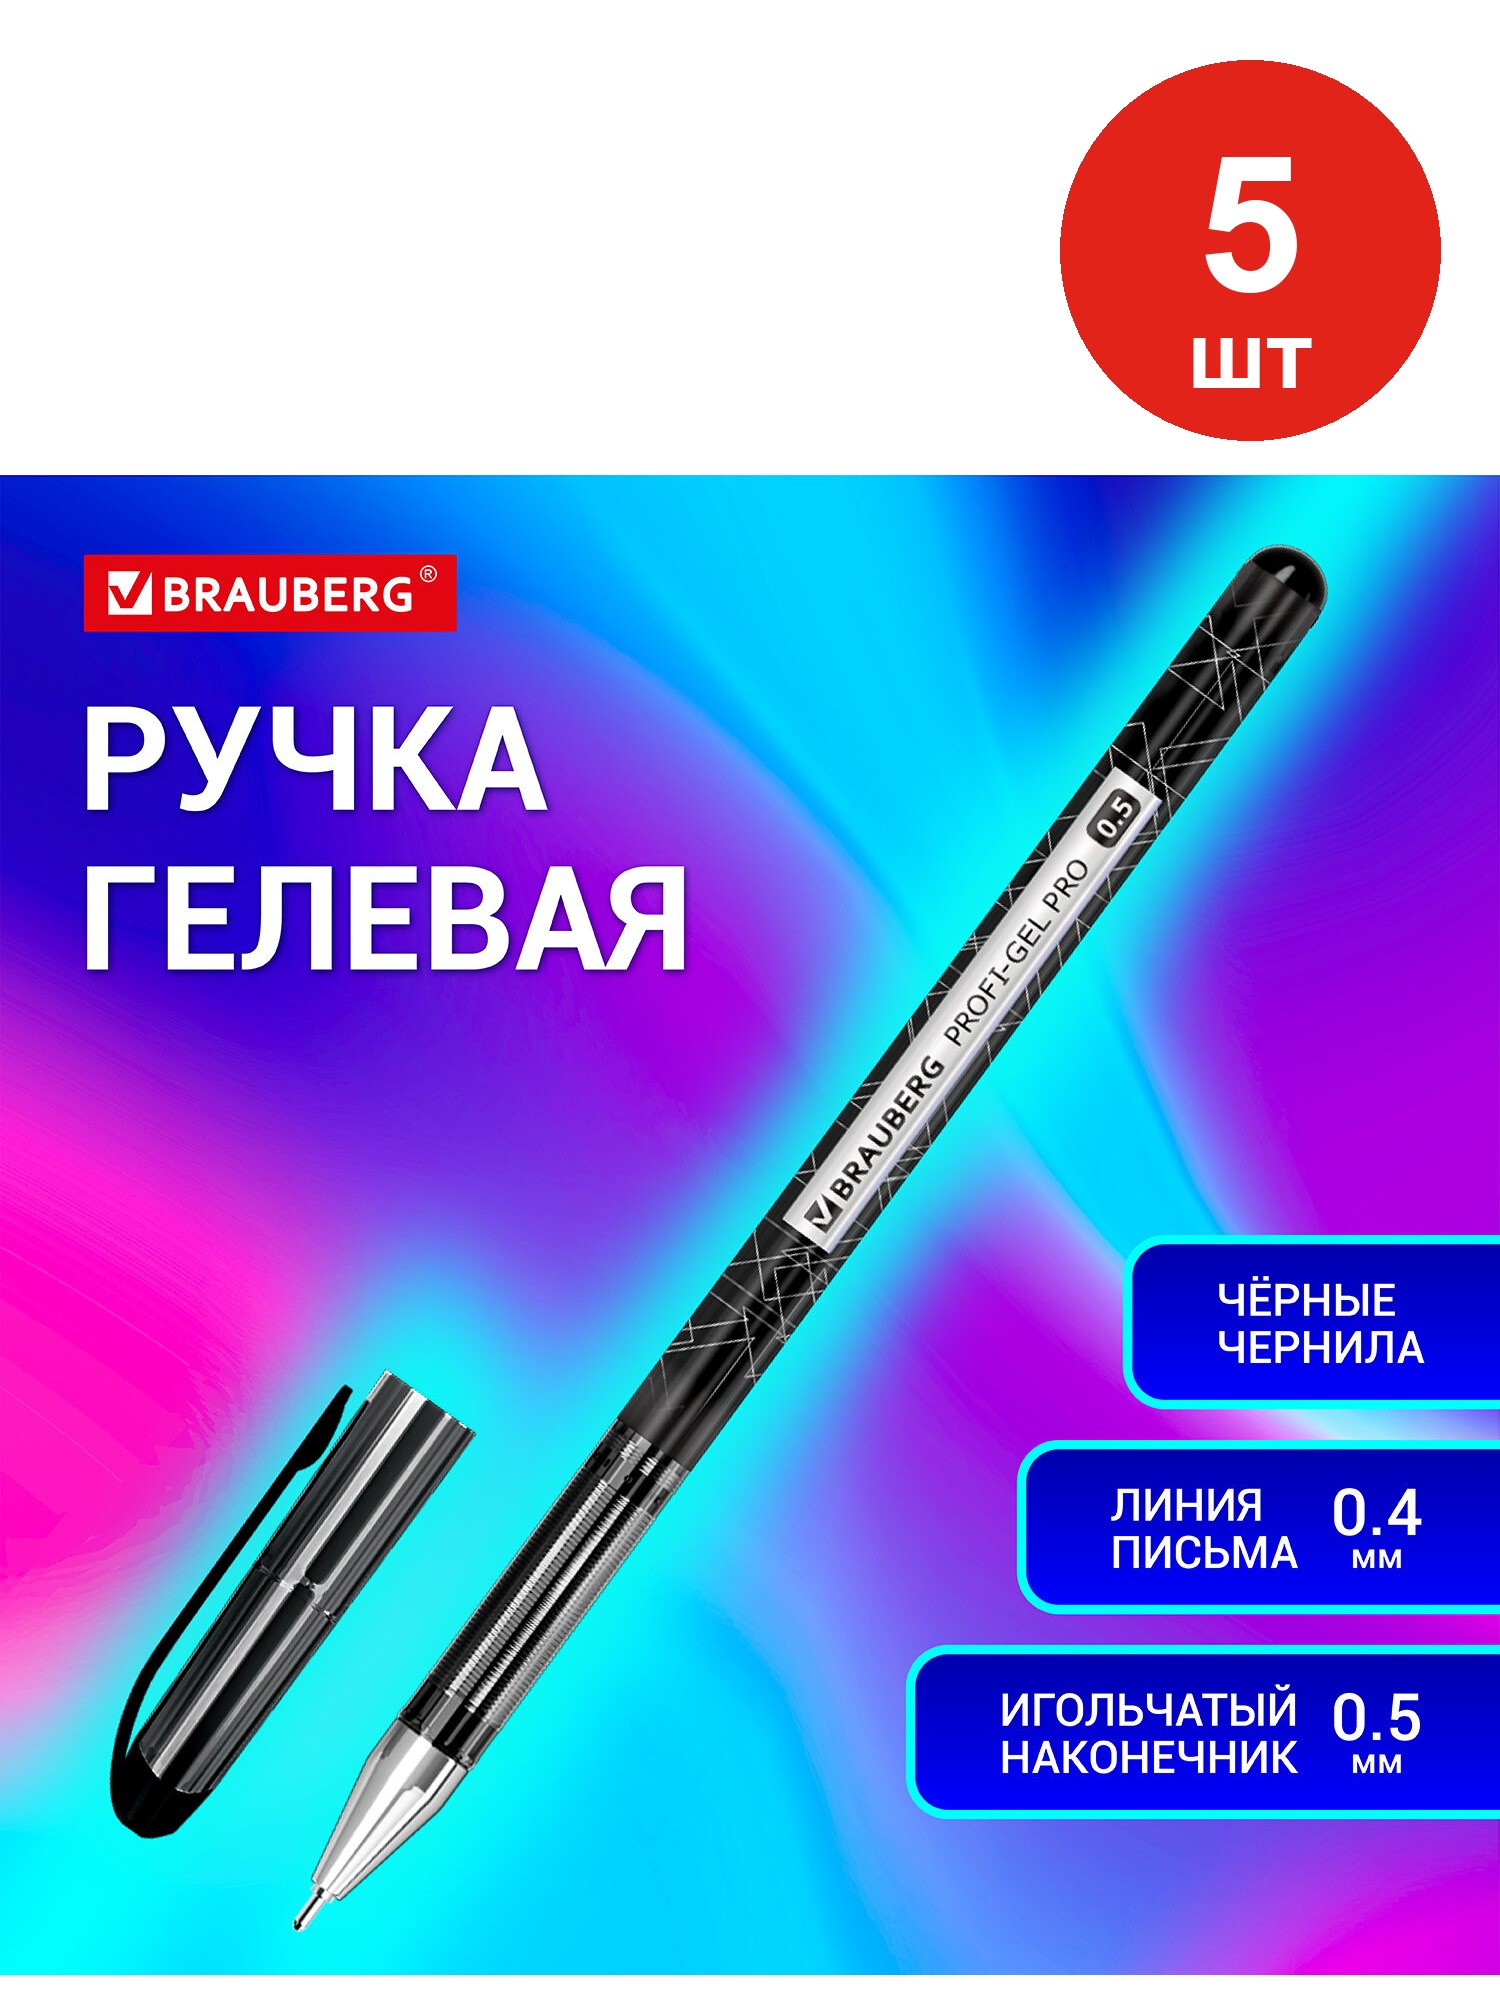 5
шт
BRAUBERG®
РУЧКА
ГЕЛЕВАЯ
BRAUBERG PROFI-GEL PRO 0.5
ЧЁРНЫЕ
ЧЕРНИЛА
ЛИНИЯ
ПИСЬМА
0.4
мм
ИГОЛЬЧАТЫЙ
НАКОНЕЧНИК
0.5
мм